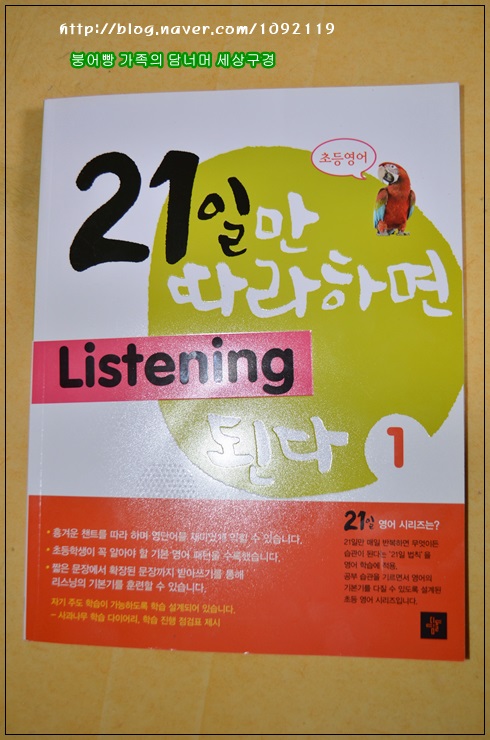 http://blog.naver.com/1092119
붕어빵 가족의 담너머 세상구경
초등영어
21일만
따라하면
Listening
된다 1
• 흥겨운 챈트를 따라 하며 영단어를 재미있게 익힐 수 있습니다.
• 초등학생이 꼭 알아야 할 기본 영어 패턴을 수록했습니다.
• 짧은 문장에서 확장된 문장까지 받아쓰기를 통해
리스닝의 기본기를 훈련할 수 있습니다.
자기 주도 학습이 가능하도록 학습 설계되어 있습니다.
– 사과나무 학습 다이어리, 학습 진행 점검표 제시
21일 영어 시리즈는?
21일만 매일 반복하면 무엇이든
습관이 된다는 "21일 법칙"을
영어 학습에 적용,
공부 습관을 기르면서 영어의
기본기를 다질 수 있도록 설계된
초등 영어 시리즈입니다.